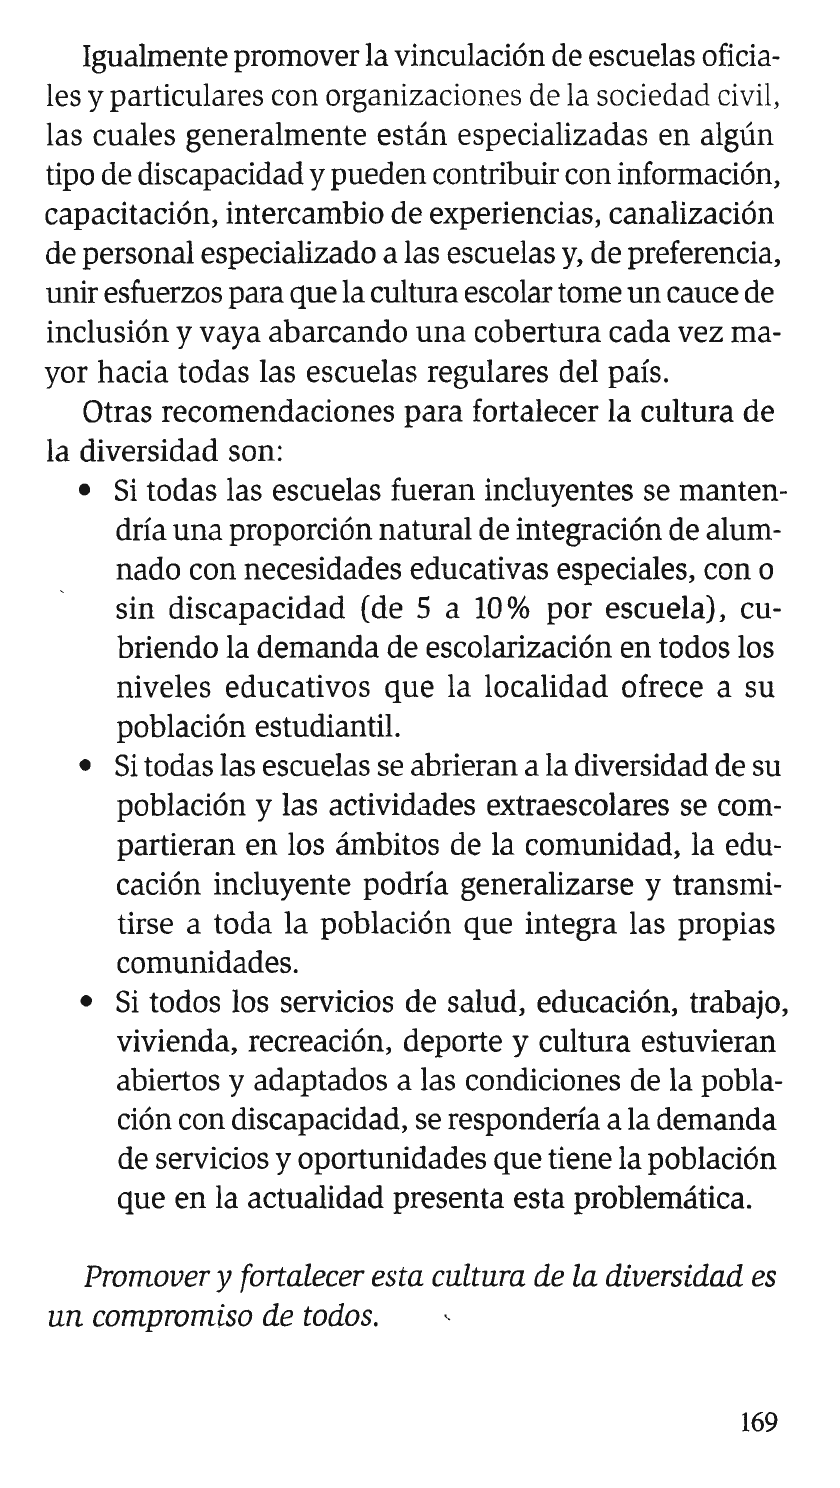 Igualmente promover la vinculación de escuelas oficia-
les y particulares con organizaciones de la sociedad civil,
las cuales generalmente están especializadas en algún
tipo de discapacidad y pueden contribuir con información,
capacitación, intercambio de experiencias, canalización
de personal especializado a las escuelas y, de preferencia,
unir esfuerzos para que la cultura escolar tome un cauce de
inclusión y vaya abarcando una cobertura cada vez ma-
yor hacia todas las escuelas regulares del país.
Otras recomendaciones para fortalecer la cultura de
la diversidad son:
• Si todas las escuelas fueran incluyentes se manten-
dría una proporción natural de integración de alum-
nado con necesidades educativas especiales, con o
sin discapacidad (de 5 a 10% por escuela), cu-
briendo la demanda de escolarización en todos los
niveles educativos que la localidad ofrece a su
población estudiantil.
• Si todas las escuelas se abrieran a la diversidad de su
población y las actividades extraescolares se com-
partieran en los ámbitos de la comunidad, la edu-
cación incluyente podría generalizarse y transmi-
tirse a toda la población que integra las propias
comunidades.
• Si todos los servicios de salud, educación, trabajo,
vivienda, recreación, deporte y cultura estuvieran
abiertos y adaptados a las condiciones de la pobla-
ción con discapacidad, se respondería a la demanda
de servicios y oportunidades que tiene la población
que en la actualidad presenta esta problemática.
Promover y fortalecer esta cultura de la diversidad es
un compromiso de todos.
169